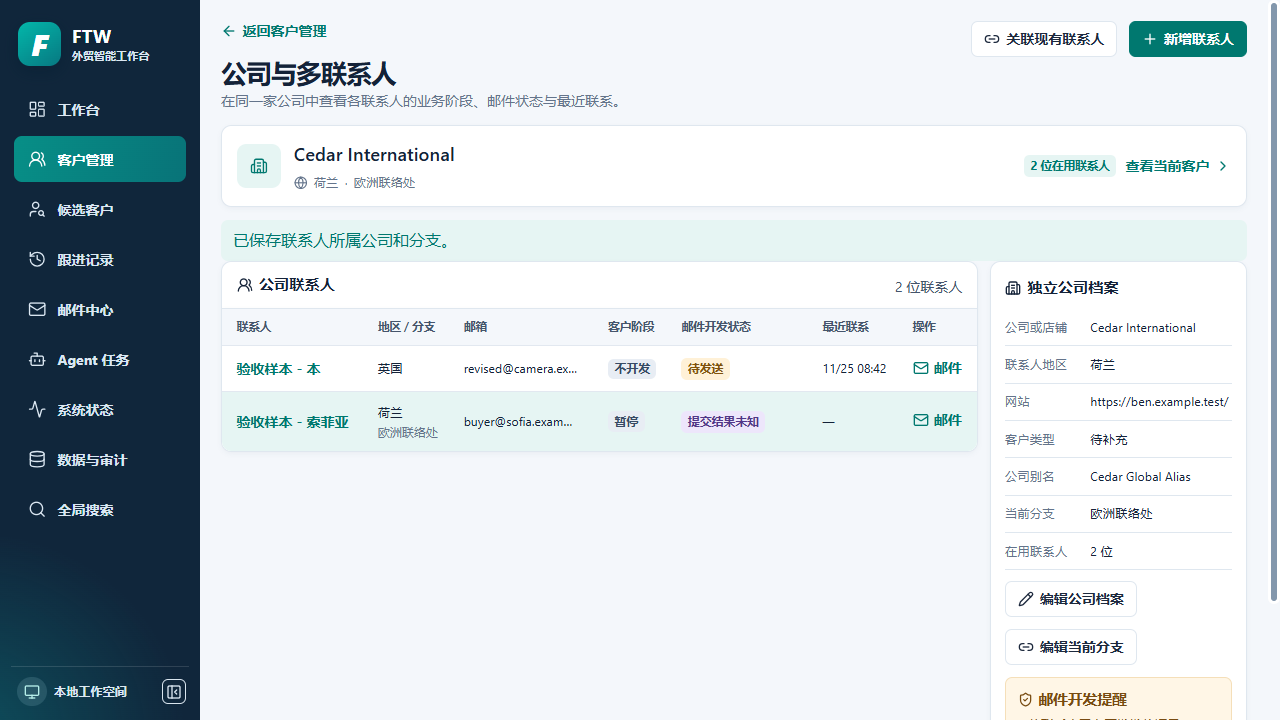 FTW
外贸智能工作台
工作台
客户管理
候选客户
跟进记录
邮件中心
Agent 任务
系统状态
数据与审计
全局搜索
本地工作空间
返回客户管理
关联现有联系人
新增联系人
公司与多联系人
在同一家公司中查看各联系人的业务阶段、邮件状态与最近联系。
Cedar International
荷兰 · 欧洲联络处
2 位在用联系人
查看当前客户
已保存联系人所属公司和分支。
公司联系人
2 位联系人
联系人 地区 / 分支 邮箱 客户阶段 邮件开发状态 最近联系 操作
验收样本 - 本 英国 revised@camera.ex... 不开发 待发送 11/25 08:42 邮件
验收样本 - 索菲亚 荷兰 欧洲联络处 buyer@sofia.exam... 暂停 提交结果未知 — 邮件
独立公司档案
公司或店铺 Cedar International
联系人地区 荷兰
网站 https://ben.example.test/
客户类型 待补充
公司别名 Cedar Global Alias
当前分支 欧洲联络处
在用联系人 2 位
编辑公司档案
编辑当前分支
邮件开发提醒